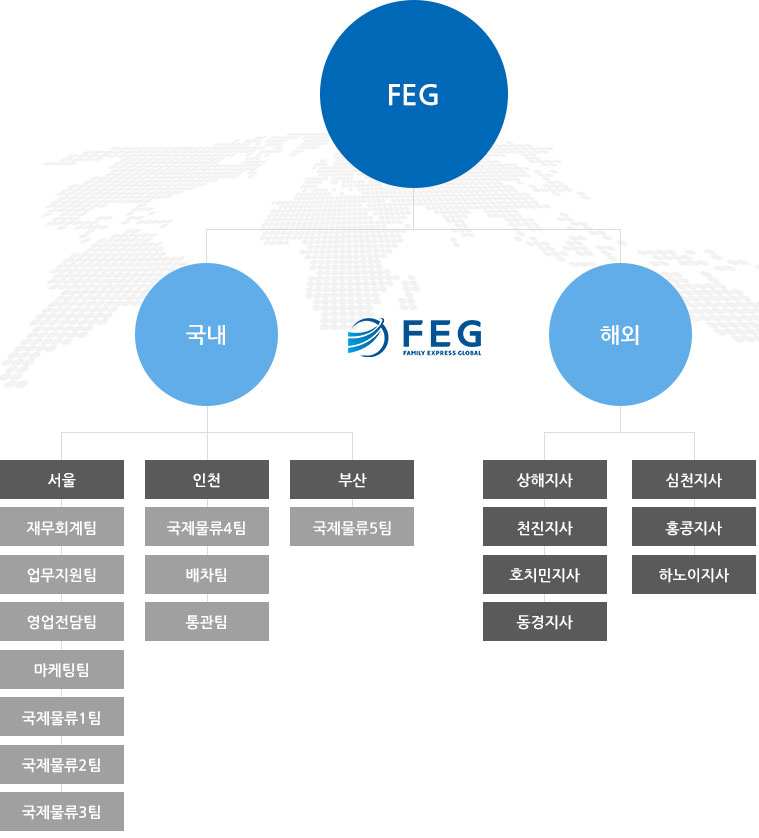 FEG
국내
FEG
FAMILY EXPRESS GLOBAL
해외
서울
재무회계팀
업무지원팀
영업전담팀
마케팅팀
국제물류1팀
국제물류2팀
국제물류3팀
인천
국제물류4팀
배차팀
통관팀
부산
국제물류5팀
상해지사
천진지사
호치민지사
동경지사
심천지사
홍콩지사
하노이지사